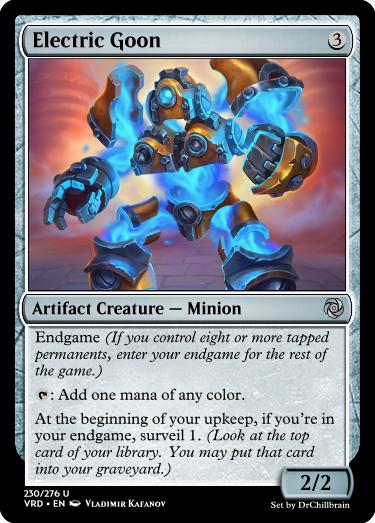 Electric Goon 3
Artifact Creature — Minion
Endgame (If you control eight or more tapped
permanents, enter your endgame for the rest of
the game.)
: Add one mana of any color.
At the beginning of your upkeep, if you're in
your endgame, surveil 1. (Look at the top
card of your library. You may put that card
into your graveyard.)
2/2
230/276 U
VRD • EN Vladimir Kafanov
Set by DrChillbrain